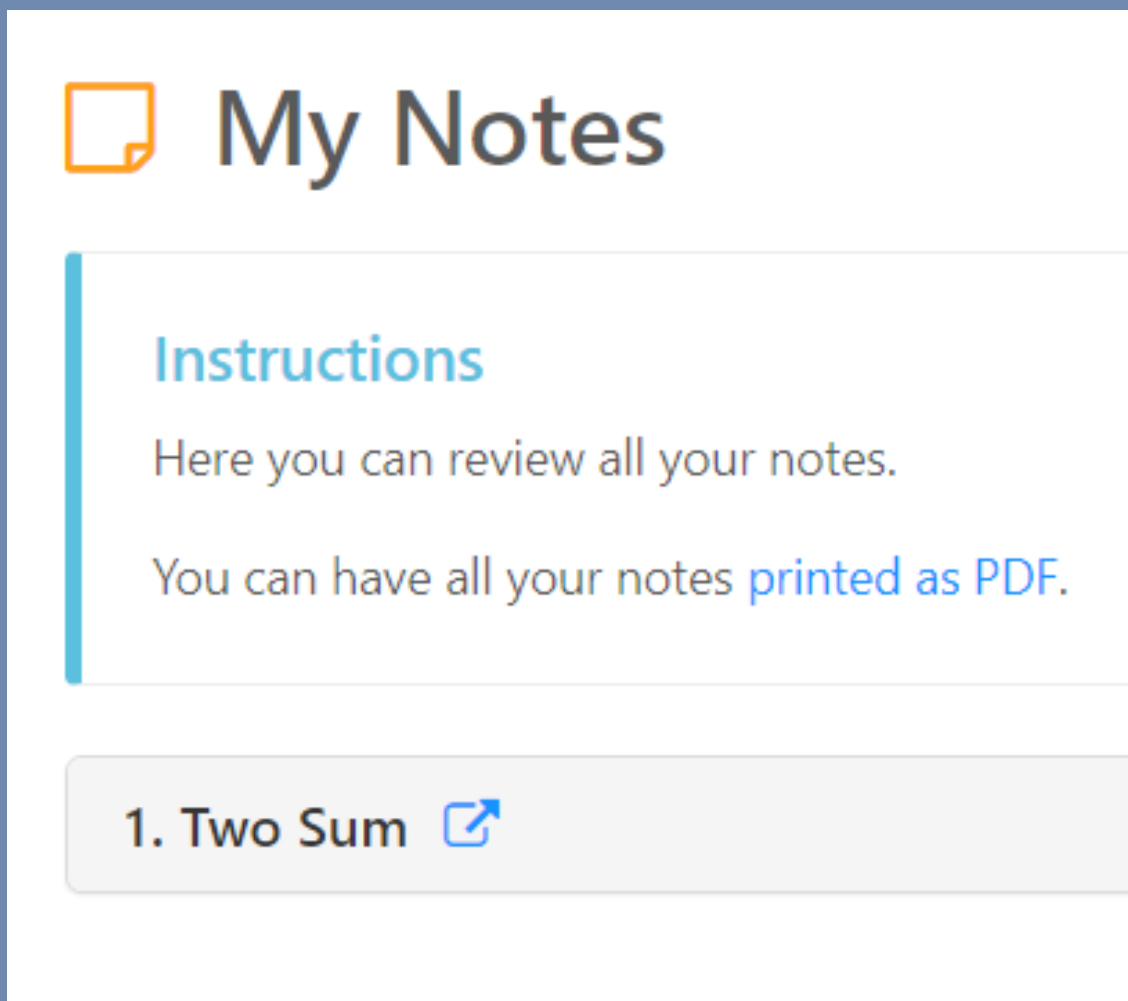 My Notes
Instructions
Here you can review all your notes.
You can have all your notes printed as PDF.
1. Two Sum